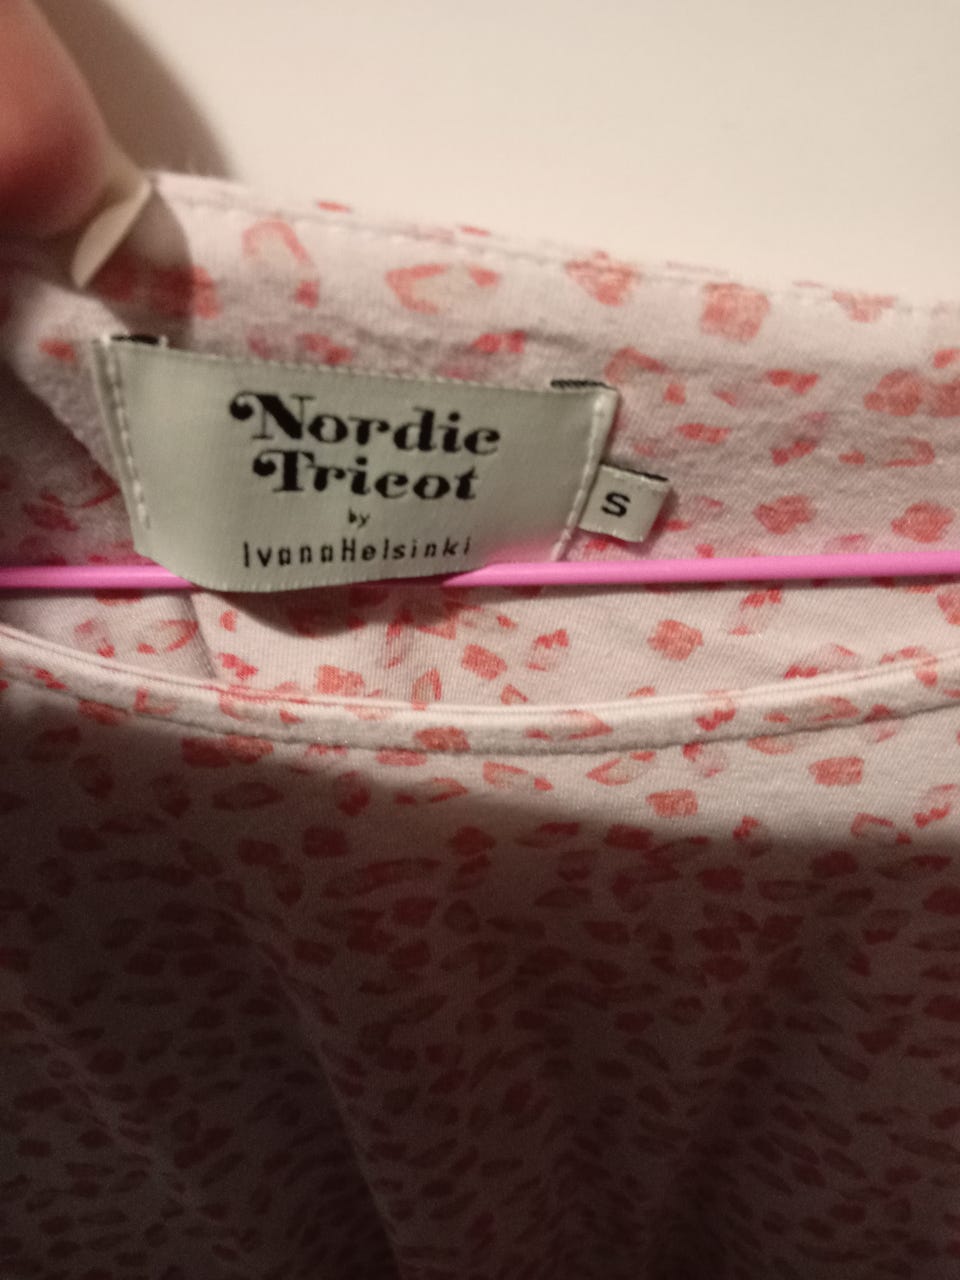 Nordic
Tricot
by
IvanaHelsinki
S